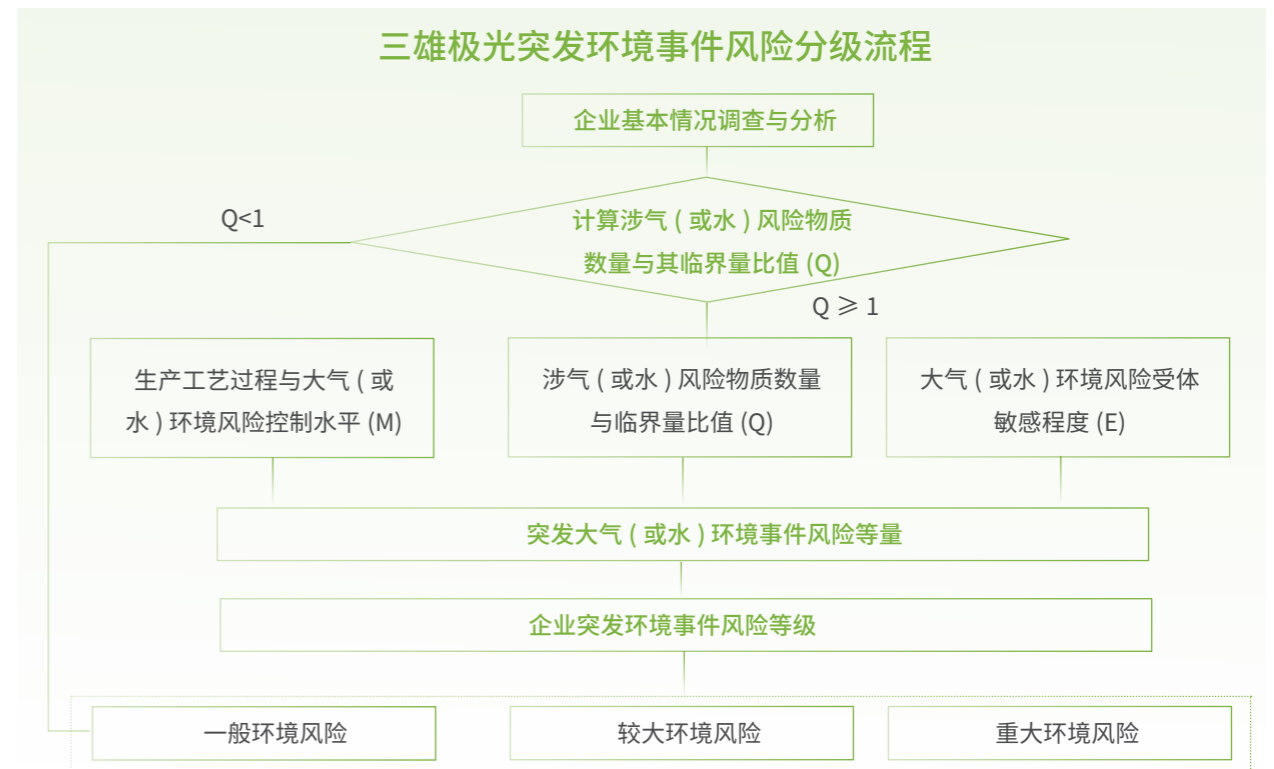 三雄极光突发环境事件风险分级流程
企业基本情况调查与分析
Q<1
计算涉气 ( 或水 ) 风险物质
数量与其临界量比值 (Q)
Q ⩾ 1
生产工艺过程与大气 ( 或
水 ) 环境风险控制水平 (M)
涉气 ( 或水 ) 风险物质数量
与临界量比值 (Q)
大气 ( 或水 ) 环境风险受体
敏感程度 (E)
突发大气 ( 或水 ) 环境事件风险等量
企业突发环境事件风险等级
一般环境风险
较大环境风险
重大环境风险